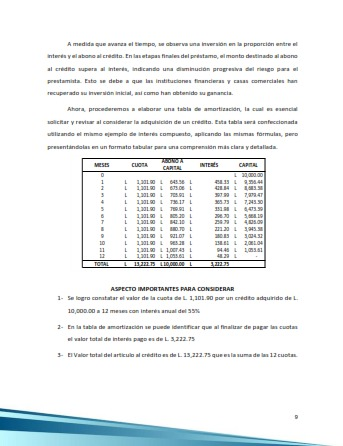 A medida que avanza el tiempo, se observa una inversión en la proporción entre el
interés y el abono al crédito. En las etapas finales del préstamo, el monto destinado al abono
al crédito supera al interés, indicando una disminución progresiva del riesgo para el
prestamista. Esto se debe a que las instituciones financieras y casas comerciales han
recuperado su inversión inicial, así como han obtenido su ganancia.
Ahora, procederemos a elaborar una tabla de amortización, la cual es esencial
solicitar y revisar al considerar la adquisición de un crédito. Esta tabla será confeccionada
utilizando el mismo ejemplo de interés compuesto, aplicando las mismas fórmulas, pero
presentándolas en un formato tabular para una comprensión más clara y detallada.
MESES CUOTA ABONO A CAPITAL INTERÉS CAPITAL
0 L 10,000.00
1 L 1,101.90 L 643.56 L 458.33 L 9,356.44
2 L 1,101.90 L 673.06 L 428.84 L 8,683.38
3 L 1,101.90 L 703.91 L 397.99 L 7,979.47
4 L 1,101.90 L 736.17 L 365.73 L 7,243.30
5 L 1,101.90 L 769.91 L 331.98 L 6,473.39
6 L 1,101.90 L 805.20 L 296.70 L 5,668.19
7 L 1,101.90 L 842.10 L 259.79 L 4,826.09
8 L 1,101.90 L 880.70 L 221.20 L 3,945.38
9 L 1,101.90 L 921.07 L 180.83 L 3,024.32
10 L 1,101.90 L 963.28 L 138.61 L 2,061.04
11 L 1,101.90 L 1,007.43 L 94.46 L 1,053.61
12 L 1,101.90 L 1,053.61 L 48.29 L -
TOTAL L 13,222.75 L 10,000.00 L 3,222.75
ASPECTO IMPORTANTES PARA CONSIDERAR
1- Se logro constatar el valor de la cuota de L. 1,101.90 por un crédito adquirido de L.
10,000.00 a 12 meses con interés anual del 55%
2- En la tabla de amortización se puede identificar que al finalizar de pagar las cuotas
el valor total de interés pago es de L. 3,222.75
3- El Valor total del artículo al crédito es de L. 13,222.75 que es la suma de las 12 cuotas.
9